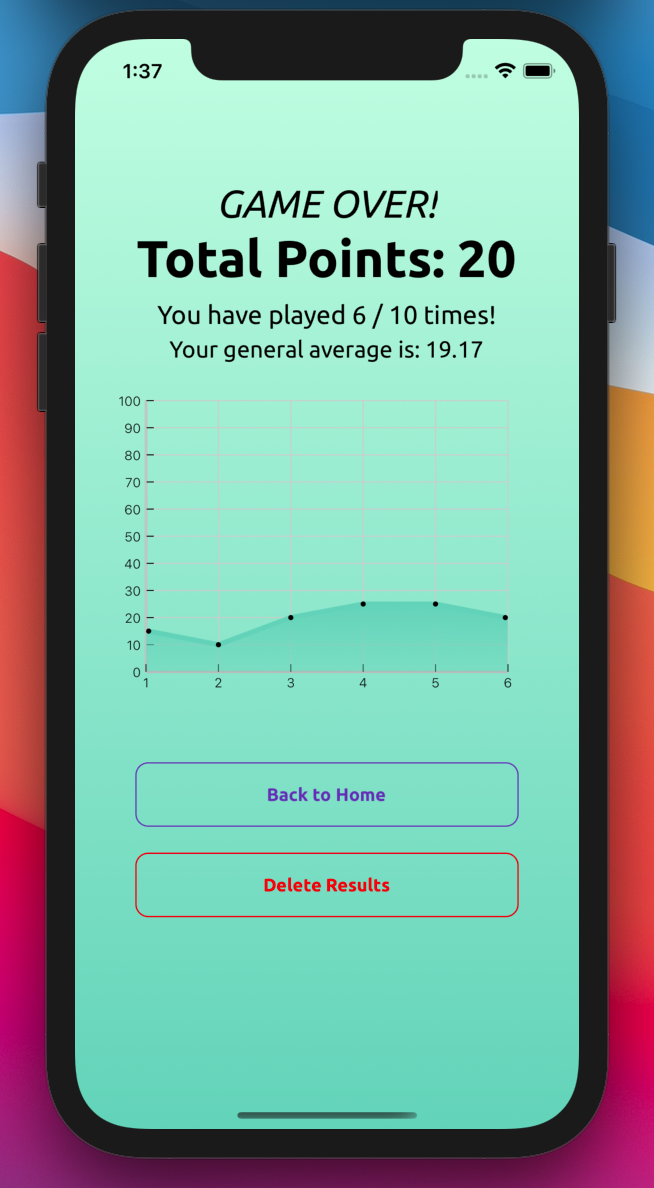 1:37
GAME OVER!
Total Points: 20
You have played 6 / 10 times!
Your general average is: 19.17
100
90
80
70
60
50
40
30
20
10
0
1 2 3 4 5 6
Back to Home
Delete Results